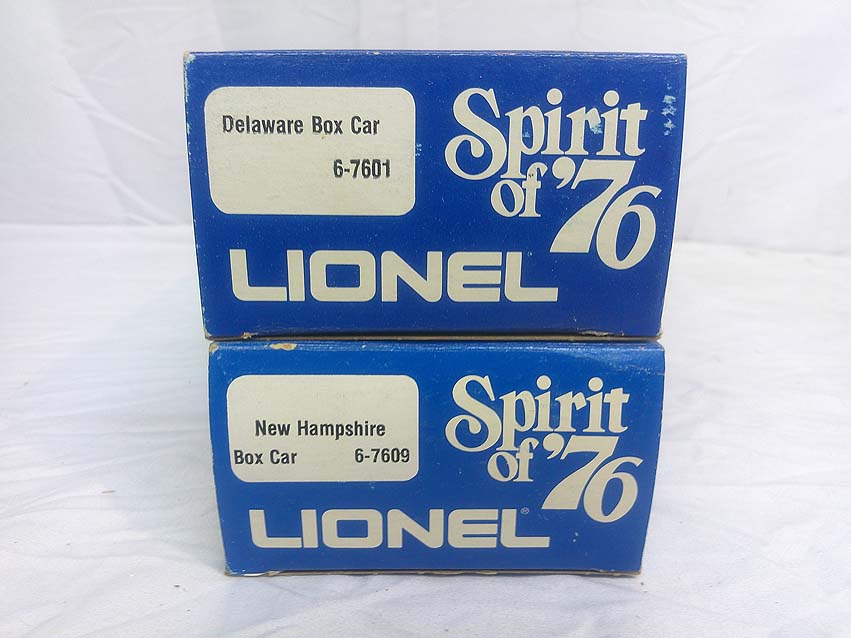 Delaware Box Car
6-7601
Spirit
of '76
LIONEL
New Hampshire
Box Car 6-7609
Spirit
of '76
LIONEL®